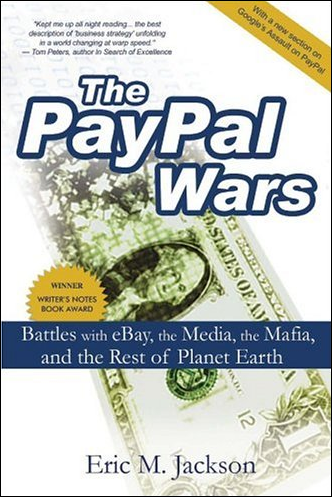 "Kept me up all night reading... the best
description of 'business strategy' unfolding
in a world changing at warp speed."
— Tom Peters, author In Search of Excellence
With a new section on
Google's Assault on PayPal
The
PayPal
Wars
WINNER
WRITER'S NOTES
BOOK AWARD
Battles with eBay, the Media, the Mafia,
and the Rest of Planet Earth
Eric M. Jackson